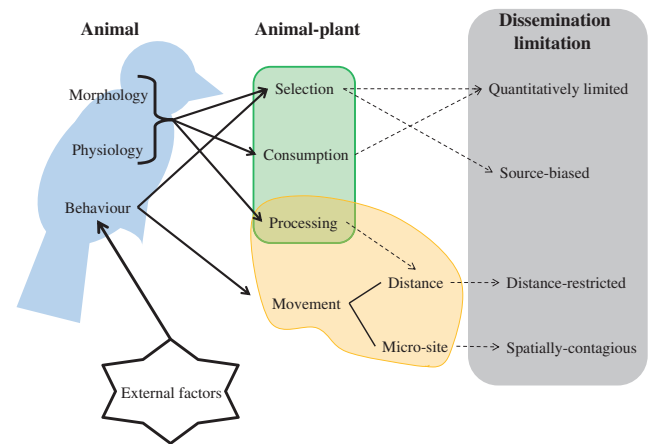 Animal
Animal-plant
Dissemination
limitation
Morphology
Physiology
Behaviour
External factors
Selection
Consumption
Processing
Movement
Distance
Micro-site
Quantitatively limited
Source-biased
Distance-restricted
Spatially-contagious